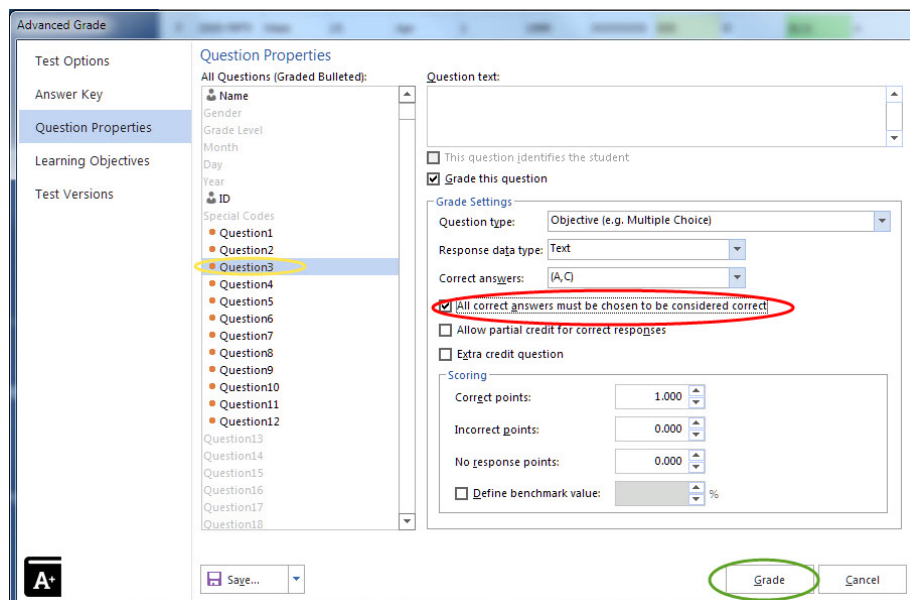 Advanced Grade
Test Options
Answer Key
Question Properties
Learning Objectives
Test Versions
Question Properties
All Questions (Graded Bulleted):
Name
Gender
Grade Level
Month
Day
Year
ID
Special Codes
Question1
Question2
Question3
Question4
Question5
Question6
Question7
Question8
Question9
Question10
Question11
Question12
Question13
Question14
Question15
Question16
Question17
Question18
Question text:
This question identifies the student
Grade this question
Grade Settings
Question type: Objective (e.g. Multiple Choice)
Response data type: Text
Correct answers: (A,C)
All correct answers must be chosen to be considered correct
Allow partial credit for correct responses
Extra credit question
Scoring
Correct points: 1.000
Incorrect points: 0.000
No response points: 0.000
Define benchmark value: %
A+
Save...
Grade
Cancel